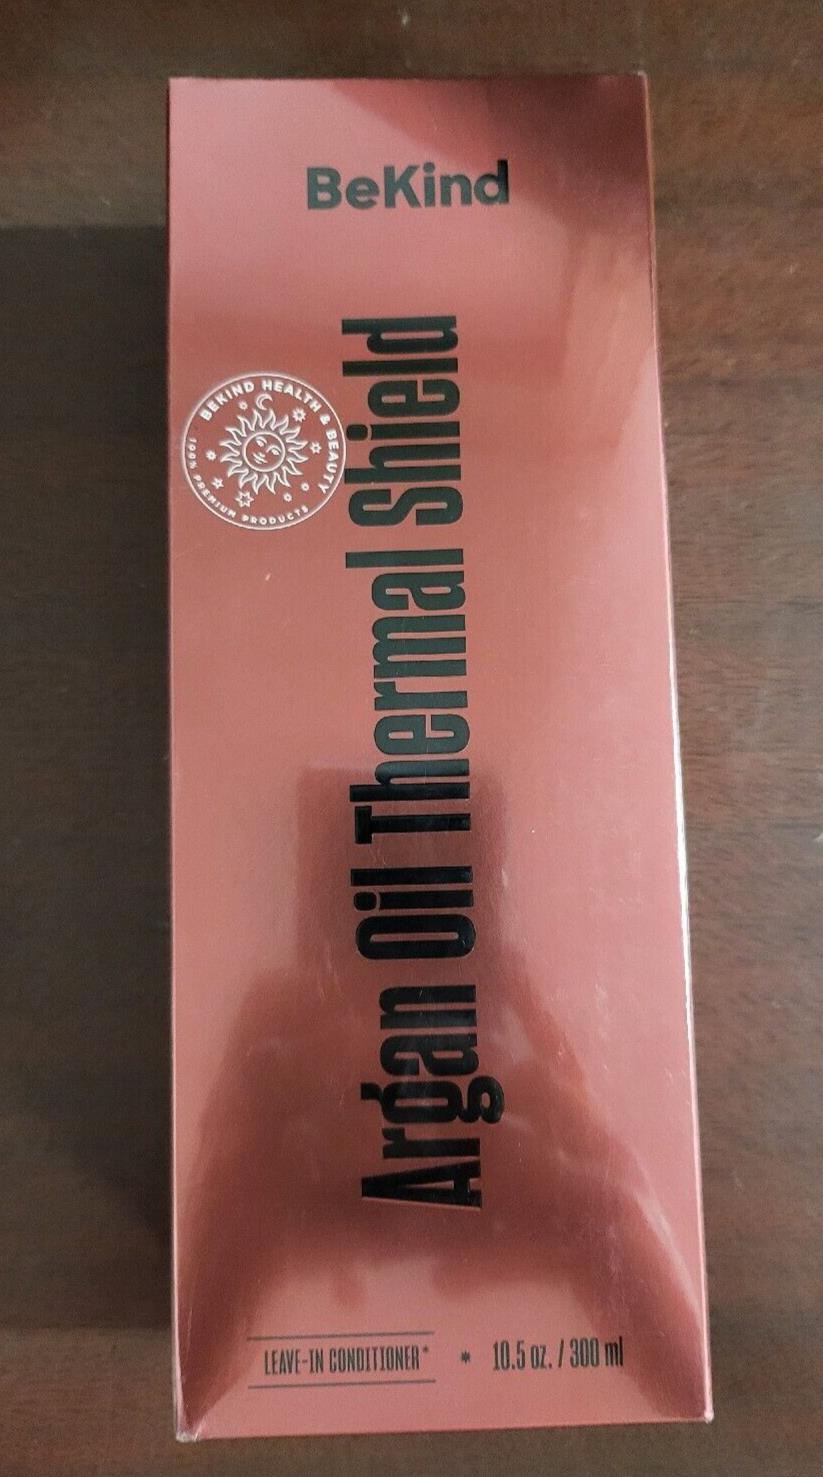 BeKind
BEKIND HEALTH & BEAUTY
100% PREMIUM PRODUCTS
Argan Oil Thermal Shield
LEAVE-IN CONDITIONER* * 10.5 oz. / 300 ml